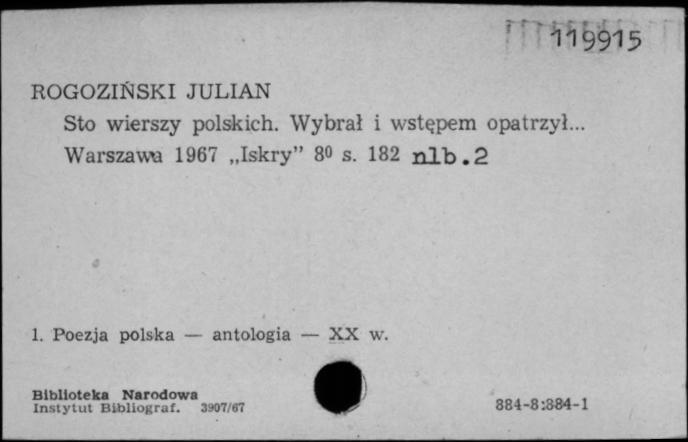 119915
ROGOZIŃSKI JULIAN
Sto wierszy polskich. Wybrał i wstępem opatrzył...
Warszawa 1967 „Iskry” 8⁰ s. 182 nlb.2
1. Poezja polska — antologia — XX w.
Biblioteka Narodowa
Instytut Bibliograf. 3907/67
884-8:884-1